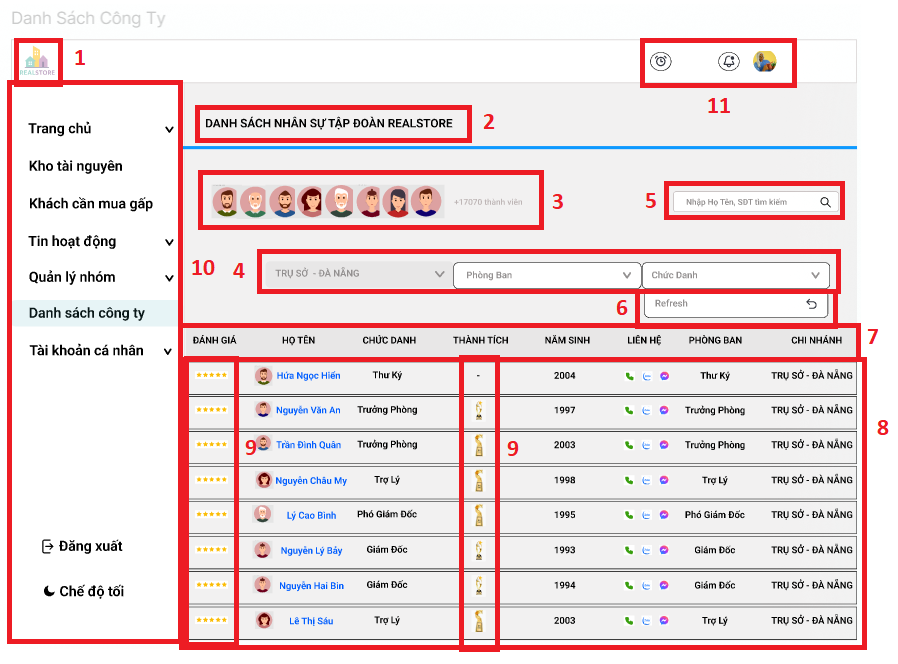 Danh Sách Công Ty
REALSTORE
1
11
DANH SÁCH NHÂN SỰ TẬP ĐOÀN REALSTORE
2
Trang chủ
Kho tài nguyên
Khách cần mua gấp
Tin hoạt động
Quản lý nhóm
Danh sách công ty
Tài khoản cá nhân
Đăng xuất
Chế độ tối
10
+17070 thành viên
3
5
Nhập Họ Tên, SDT tìm kiếm
4
TRỤ SỞ - ĐÀ NẴNG
Phòng Ban
Chức Danh
6
Refresh
ĐÁNH GIÁ HỌ TÊN CHỨC DANH THÀNH TÍCH NĂM SINH LIÊN HỆ PHÒNG BAN CHI NHÁNH
7
Hứa Ngọc Hiển Thư Ký - 2004 Thư Ký TRỤ SỞ - ĐÀ NẴNG
Nguyễn Văn An Trưởng Phòng 1997 Trưởng Phòng TRỤ SỞ - ĐÀ NẴNG
8
9 Trần Đình Quân Trưởng Phòng 9 2003 Trưởng Phòng TRỤ SỞ - ĐÀ NẴNG
Nguyễn Châu My Trợ Lý 1998 Trợ Lý TRỤ SỞ - ĐÀ NẴNG
Lý Cao Bình Phó Giám Đốc 1995 Phó Giám Đốc TRỤ SỞ - ĐÀ NẴNG
Nguyễn Lý Bảy Giám Đốc 1993 Giám Đốc TRỤ SỞ - ĐÀ NẴNG
Nguyễn Hai Bin Giám Đốc 1994 Giám Đốc TRỤ SỞ - ĐÀ NẴNG
Lê Thị Sáu Trợ Lý 2003 Trợ Lý TRỤ SỞ - ĐÀ NẴNG